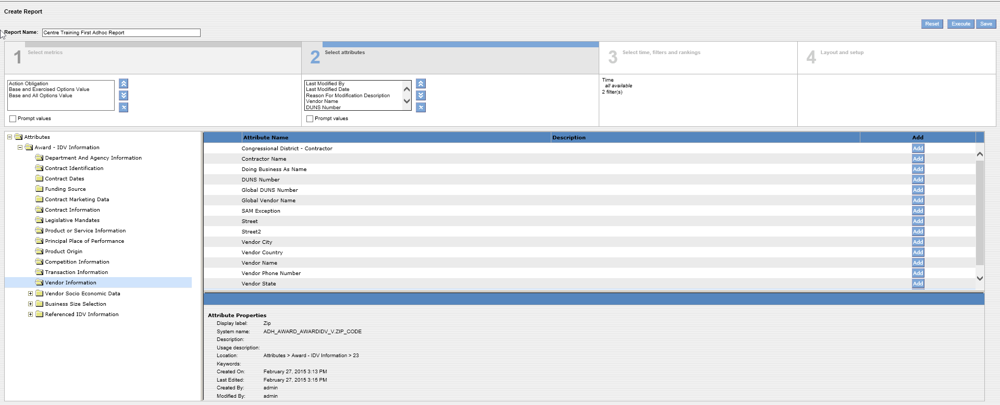 Create Report
Reset Execute Save
Report Name: Centre Training First Adhoc Report
1 Select metrics
2 Select attributes
3 Select time, filters and rankings
4 Layout and setup
Action Obligation
Base and Exercised Options Value
Base and All Options Value
Prompt values
Last Modified By
Last Modified Date
Reason For Modification Description
Vendor Name
DUNS Number
Prompt values
Time
all available
2 filter(s)
Attributes
Award - IDV Information
Department And Agency Information
Contract Identification
Contract Dates
Funding Source
Contract Marketing Data
Contract Information
Legislative Mandates
Product or Service Information
Principal Place of Performance
Product Origin
Competition Information
Transaction Information
Vendor Information
Vendor Socio Economic Data
Business Size Selection
Referenced IDV Information
Attribute Name Description Add
Congressional District - Contractor Add
Contractor Name Add
Doing Business As Name Add
DUNS Number Add
Global DUNS Number Add
Global Vendor Name Add
SAM Exception Add
Street Add
Street2 Add
Vendor City Add
Vendor Country Add
Vendor Name Add
Vendor Phone Number Add
Vendor State Add
Attribute Properties
Display label: Zip
System name: ADH_AWARD_AWARDIDV_V.ZIP_CODE
Description:
Usage description:
Location: Attributes > Award - IDV Information > 23
Keywords:
Created On: February 27, 2015 3:13 PM
Last Edited: February 27, 2015 3:15 PM
Created By: admin
Modified By: admin